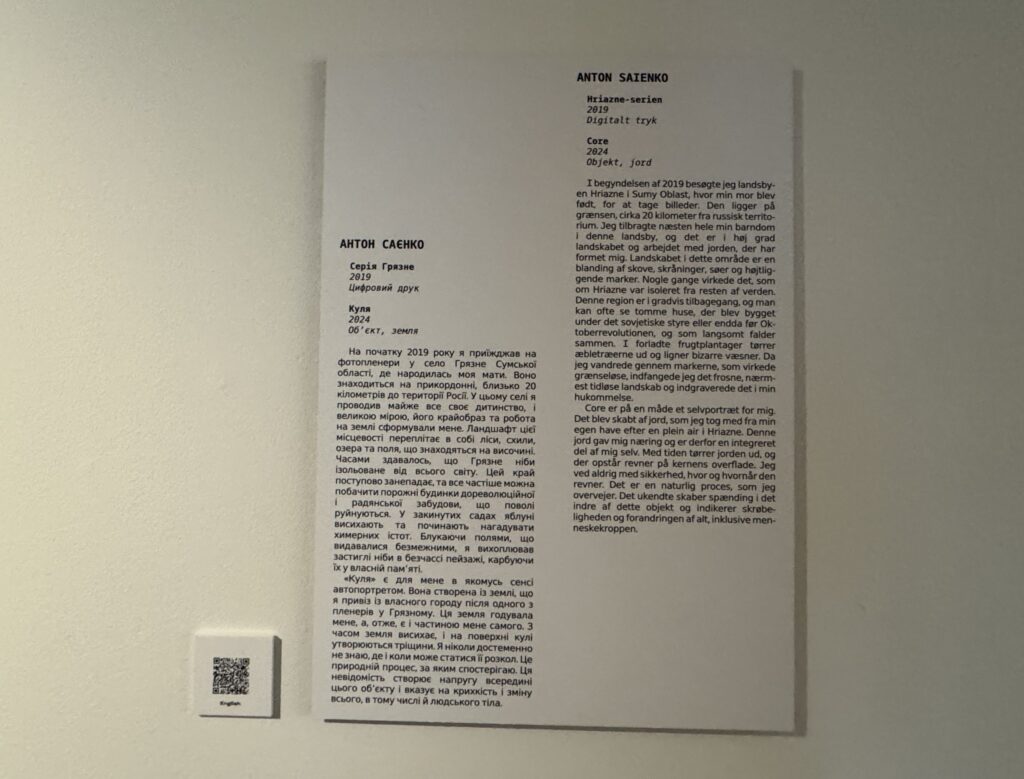 АНТОН САЄНКО
Серія Грязне
2019
Цифровий друк
Куля
2024
Об'єкт, земля
На початку 2019 року я приїжджав на
фотопленери у село Грязне Сумської
області, де народилась моя мати. Воно
знаходиться на прикордонні, близько 20
кілометрів до території Росії. У цьому селі я
проводив майже все своє дитинство, і
великою мірою, його крайобраз та робота
на землі сформували мене. Ландшафт цієї
місцевості переплітає в собі ліси, схили,
озера та поля, що знаходяться на височині.
Часами здавалось, що Грязне ніби
ізольоване від всього світу. Цей край
поступово занепадає, та все частіше можна
побачити порожні будинки дореволюційної
і радянської забудови, що поволі
руйнуються. У закинутих садах яблуні
висихають та починають нагадувати
химерних істот. Блукаючи полями, що
видавалися безмежними, я вихоплював
застиглі ніби в безчассі пейзажі, карбуючи
їх у власній пам'яті.
«Куля» є для мене в якомусь сенсі
автопортретом. Вона створена із землі, що
я привіз із власного городу після одного з
пленерів у Грязному. Ця земля годувала
мене, а, отже, є і частиною мене самого. З
часом земля висихає, і на поверхні кулі
утворюються тріщини. Я ніколи достеменно
не знаю, де і коли може статися її розкол. Це
природній процес, за яким спостерігаю. Ця
невідомість створює напругу всередині
цього об'єкту і вказує на крихкість і зміну
всього, в тому числі й людського тіла.
ANTON SAIENKO
Hriazne-serien
2019
Digitalt tryk
Core
2024
Objekt, jord
I begyndelsen af 2019 besøgte jeg landsby-
en Hriazne i Sumy Oblast, hvor min mor blev
født, for at tage billeder. Den ligger på
grænsen, cirka 20 kilometer fra russisk territo-
rium. Jeg tilbragte næsten hele min barndom
i denne landsby, og det er i høj grad
landskabet og arbejdet med jorden, der har
formet mig. Landskabet i dette område er en
blanding af skove, skråninger, søer og højtlig-
gende marker. Nogle gange virkede det, som
om Hriazne var isoleret fra resten af verden.
Denne region er i gradvis tilbagegang, og man
kan ofte se tomme huse, der blev bygget
under det sovjetiske styre eller endda før Ok-
toberrevolutionen, og som langsomt falder
sammen. I forladte frugtplantager tørrer
æbletræerne ud og ligner bizarre væsner. Da
jeg vandrede gennem markerne, som virkede
grænseløse, indfangede jeg det frosne, nærm-
est tidløse landskab og indgraverede det i min
hukommelse.
Core er på en måde et selvportræt for mig.
Det blev skabt af jord, som jeg tog med fra min
egen have efter en plein air i Hriazne. Denne
jord gav mig næring og er derfor en integreret
del af mig selv. Med tiden tørrer jorden ud, og
der opstår revner på kernens overflade. Jeg
ved aldrig med sikkerhed, hvor og hvornår den
revner. Det er en naturlig proces, som jeg
overvejer. Det ukendte skaber spænding i det
indre af dette objekt og indikerer skrøbe-
ligheden og forandringen af alt, inklusive men-
neskekroppen.
English